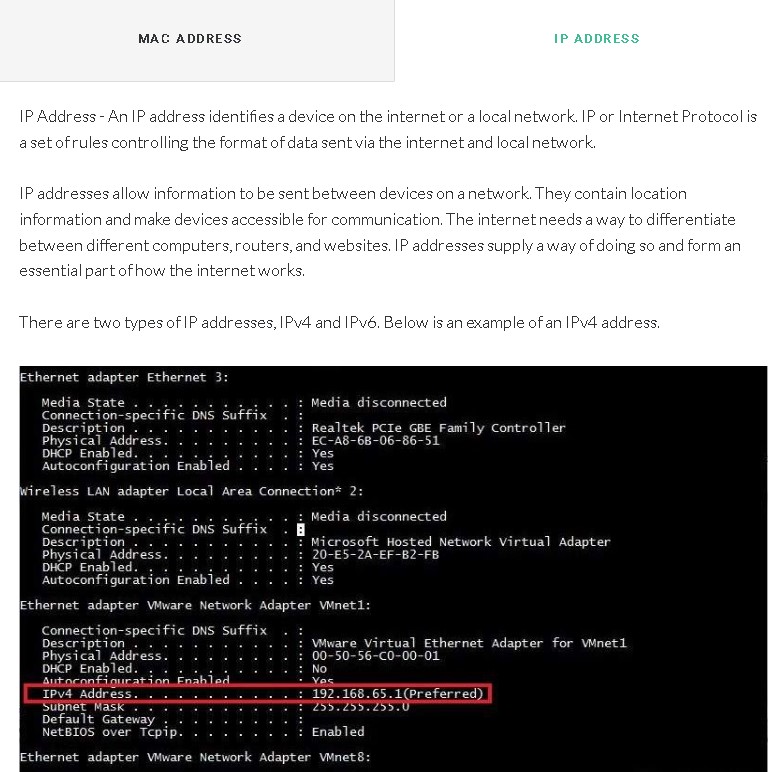 MAC ADDRESS
IP ADDRESS
IP Address - An IP address identifies a device on the internet or a local network. IP or Internet Protocol is
a set of rules controlling the format of data sent via the internet and local network.
IP addresses allow information to be sent between devices on a network. They contain location
information and make devices accessible for communication. The internet needs a way to differentiate
between different computers, routers, and websites. IP addresses supply a way of doing so and form an
essential part of how the internet works.
There are two types of IP addresses, IPv4 and IPv6. Below is an example of an IPv4 address.
Ethernet adapter Ethernet 3:
Media State . . . . . . . . . . . : Media disconnected
Connection-specific DNS Suffix  . :
Description . . . . . . . . . . . : Realtek PCIe GBE Family Controller
Physical Address. . . . . . . . . : EC-A8-6B-06-86-51
DHCP Enabled. . . . . . . . . . . : Yes
Autoconfiguration Enabled . . . . : Yes
Wireless LAN adapter Local Area Connection* 2:
Media State . . . . . . . . . . . : Media disconnected
Connection-specific DNS Suffix  . :
Description . . . . . . . . . . . : Microsoft Hosted Network Virtual Adapter
Physical Address. . . . . . . . . : 20-E5-2A-EF-B2-FB
DHCP Enabled. . . . . . . . . . . : Yes
Autoconfiguration Enabled . . . . : Yes
Ethernet adapter VMware Network Adapter VMnet1:
Connection-specific DNS Suffix  . :
Description . . . . . . . . . . . : VMware Virtual Ethernet Adapter for VMnet1
Physical Address. . . . . . . . . : 00-50-56-C0-00-01
DHCP Enabled. . . . . . . . . . . : No
Autoconfiguration Enabled . . . . : Yes
IPv4 Address. . . . . . . . . . . : 192.168.65.1(Preferred)
Subnet Mask . . . . . . . . . . . : 255.255.255.0
Default Gateway . . . . . . . . . :
NetBIOS over Tcpip. . . . . . . . : Enabled
Ethernet adapter VMware Network Adapter VMnet8: